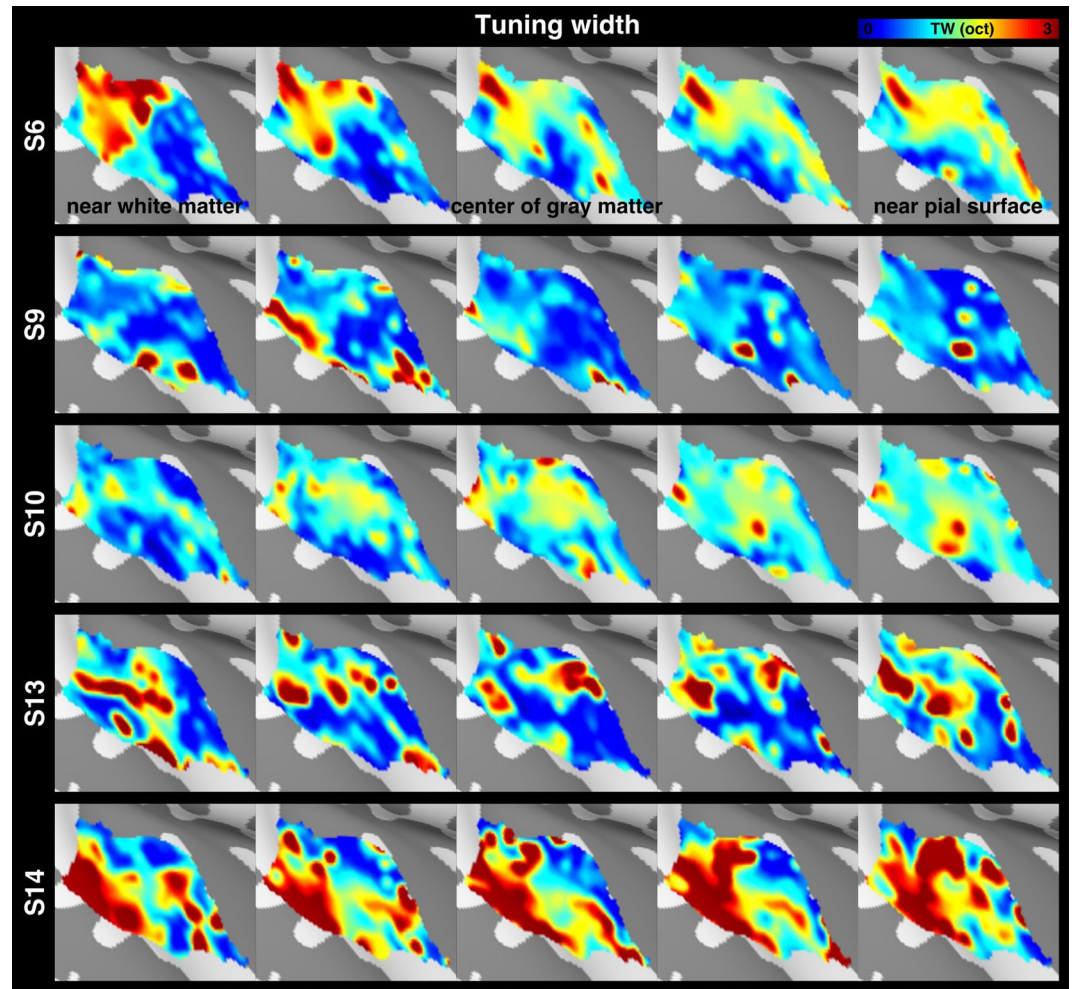 Tuning width
0 TW (oct) 3
S6
near white matter center of gray matter near pial surface
S9
S10
S13
S14